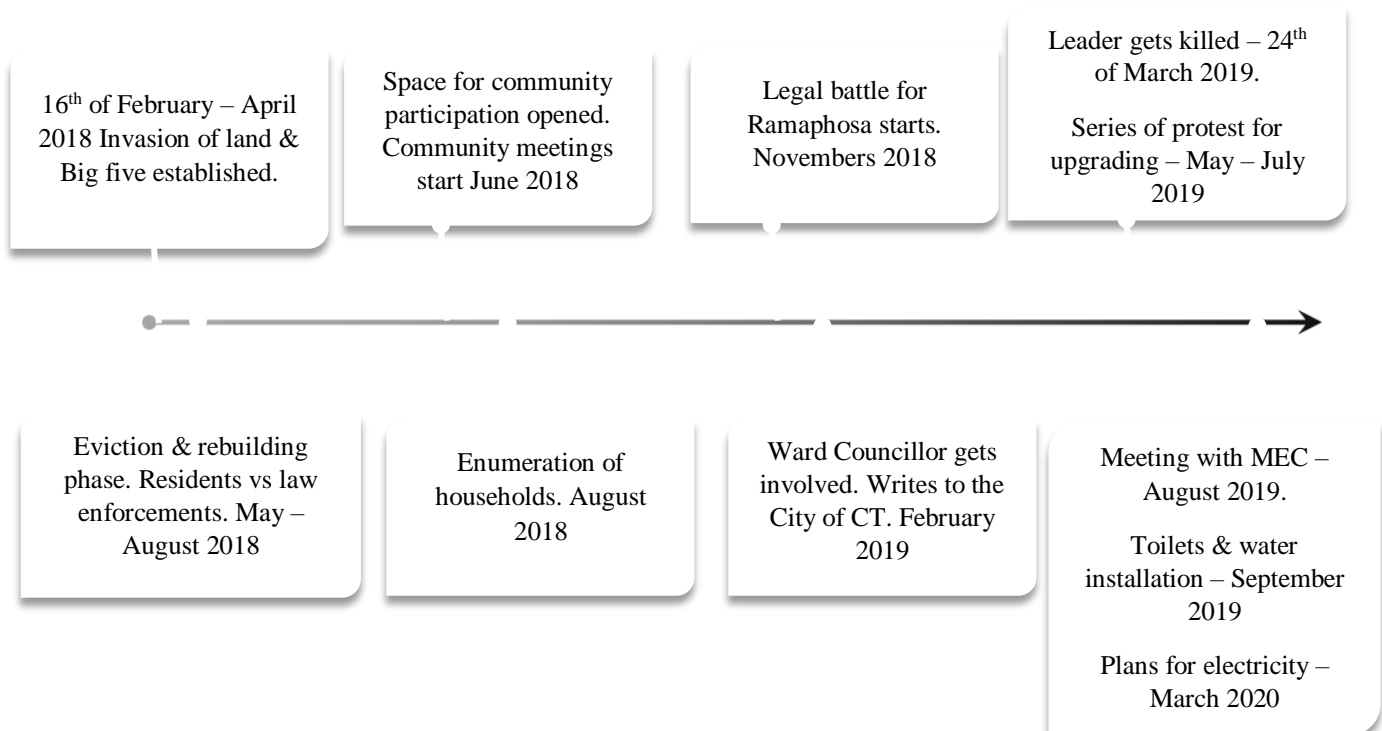 16th of February – April
2018 Invasion of land &
Big five established.
Space for community
participation opened.
Community meetings
start June 2018
Legal battle for
Ramaphosa starts.
Novembers 2018
Leader gets killed – 24th
of March 2019.
Series of protest for
upgrading – May – July
2019
Eviction & rebuilding
phase. Residents vs law
enforcements. May –
August 2018
Enumeration of
households. August
2018
Ward Councillor gets
involved. Writes to the
City of CT. February
2019
Meeting with MEC –
August 2019.
Toilets & water
installation – September
2019
Plans for electricity –
March 2020